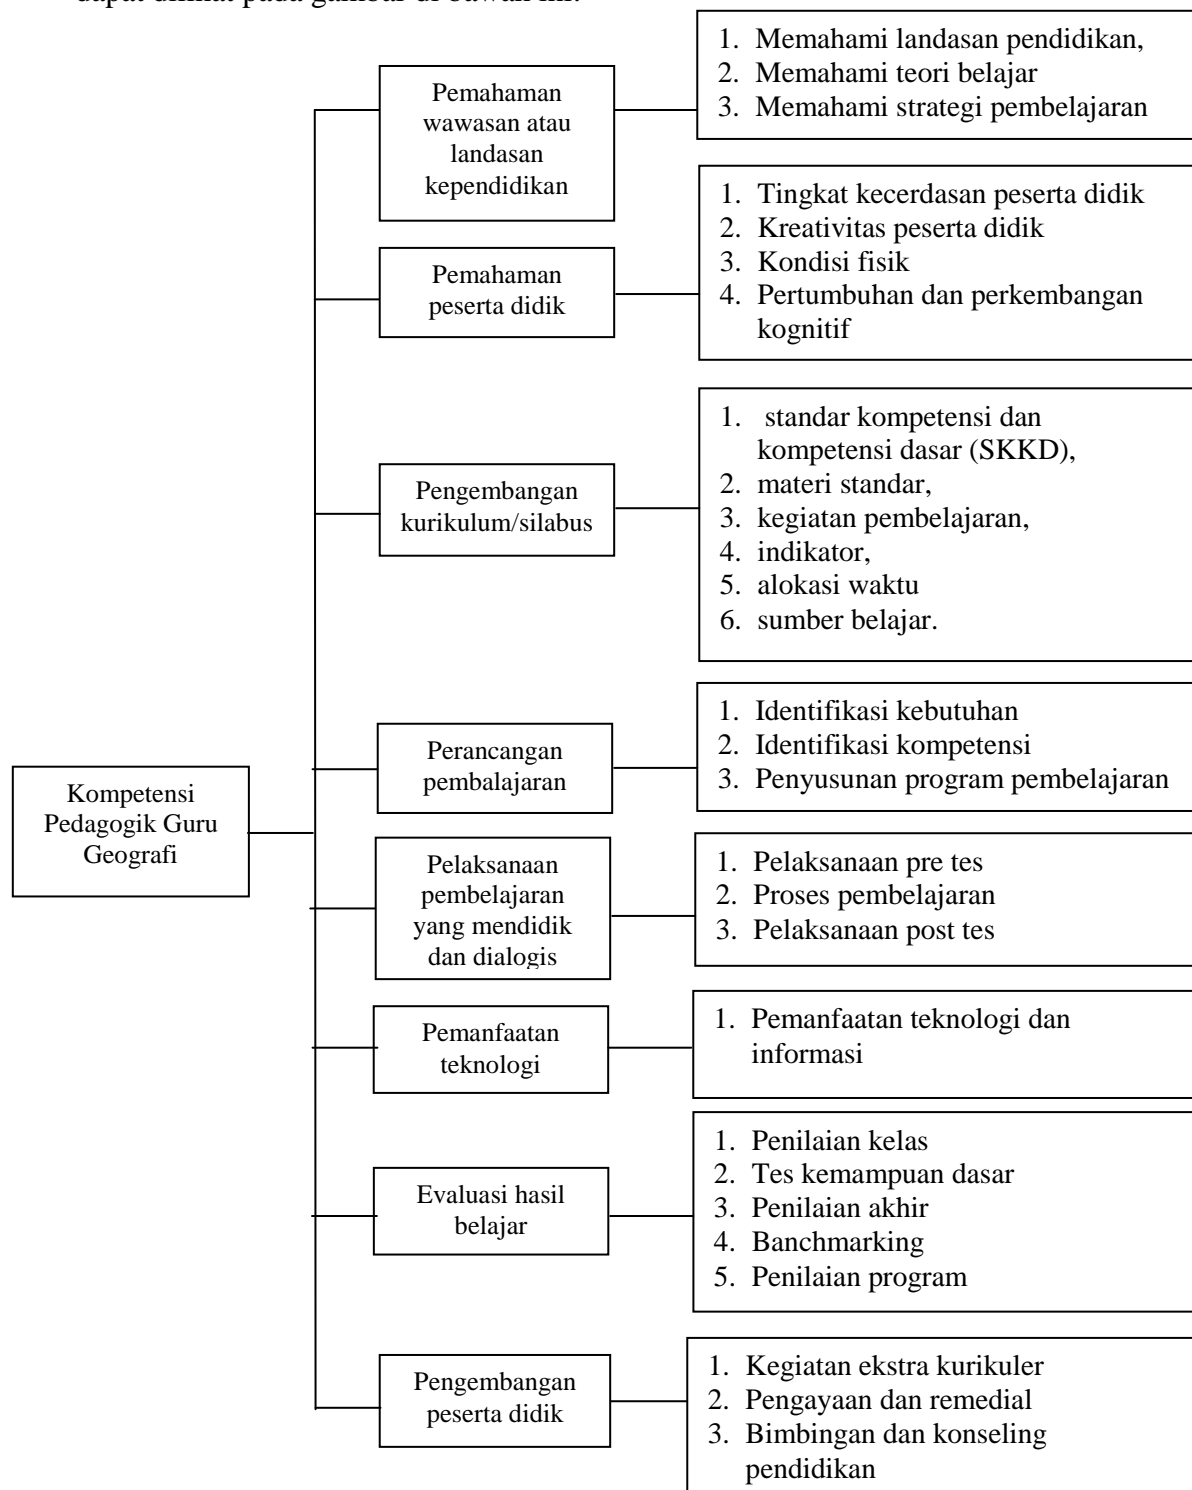 dapat dilihat pada gambar di bawah ini.
1. Memahami landasan pendidikan,
2. Memahami teori belajar
3. Memahami strategi pembelajaran
Pemahaman
wawasan atau
landasan
kependidikan
1. Tingkat kecerdasan peserta didik
2. Kreativitas peserta didik
3. Kondisi fisik
4. Pertumbuhan dan perkembangan
kognitif
Pemahaman
peserta didik
1. standar kompetensi dan
kompetensi dasar (SKKD),
2. materi standar,
3. kegiatan pembelajaran,
4. indikator,
5. alokasi waktu
6. sumber belajar.
Pengembangan
kurikulum/silabus
1. Identifikasi kebutuhan
2. Identifikasi kompetensi
3. Penyusunan program pembelajaran
Perancangan
pembalajaran
Kompetensi
Pedagogik Guru
Geografi
Pelaksanaan
pembelajaran
yang mendidik
dan dialogis
1. Pelaksanaan pre tes
2. Proses pembelajaran
3. Pelaksanaan post tes
Pemanfaatan
teknologi
1. Pemanfaatan teknologi dan
informasi
Evaluasi hasil
belajar
1. Penilaian kelas
2. Tes kemampuan dasar
3. Penilaian akhir
4. Banchmarking
5. Penilaian program
Pengembangan
peserta didik
1. Kegiatan ekstra kurikuler
2. Pengayaan dan remedial
3. Bimbingan dan konseling
pendidikan